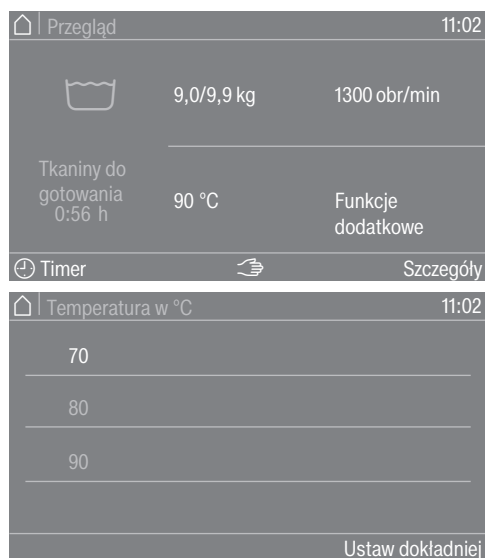 Przegląd 11:02
9,0/9,9 kg 1300 obr/min
Tkaniny do
gotowania
0:56 h
90 °C Funkcje
dodatkowe
Timer Szczegóły
Temperatura w °C 11:02
70
80
90
Ustaw dokładniej